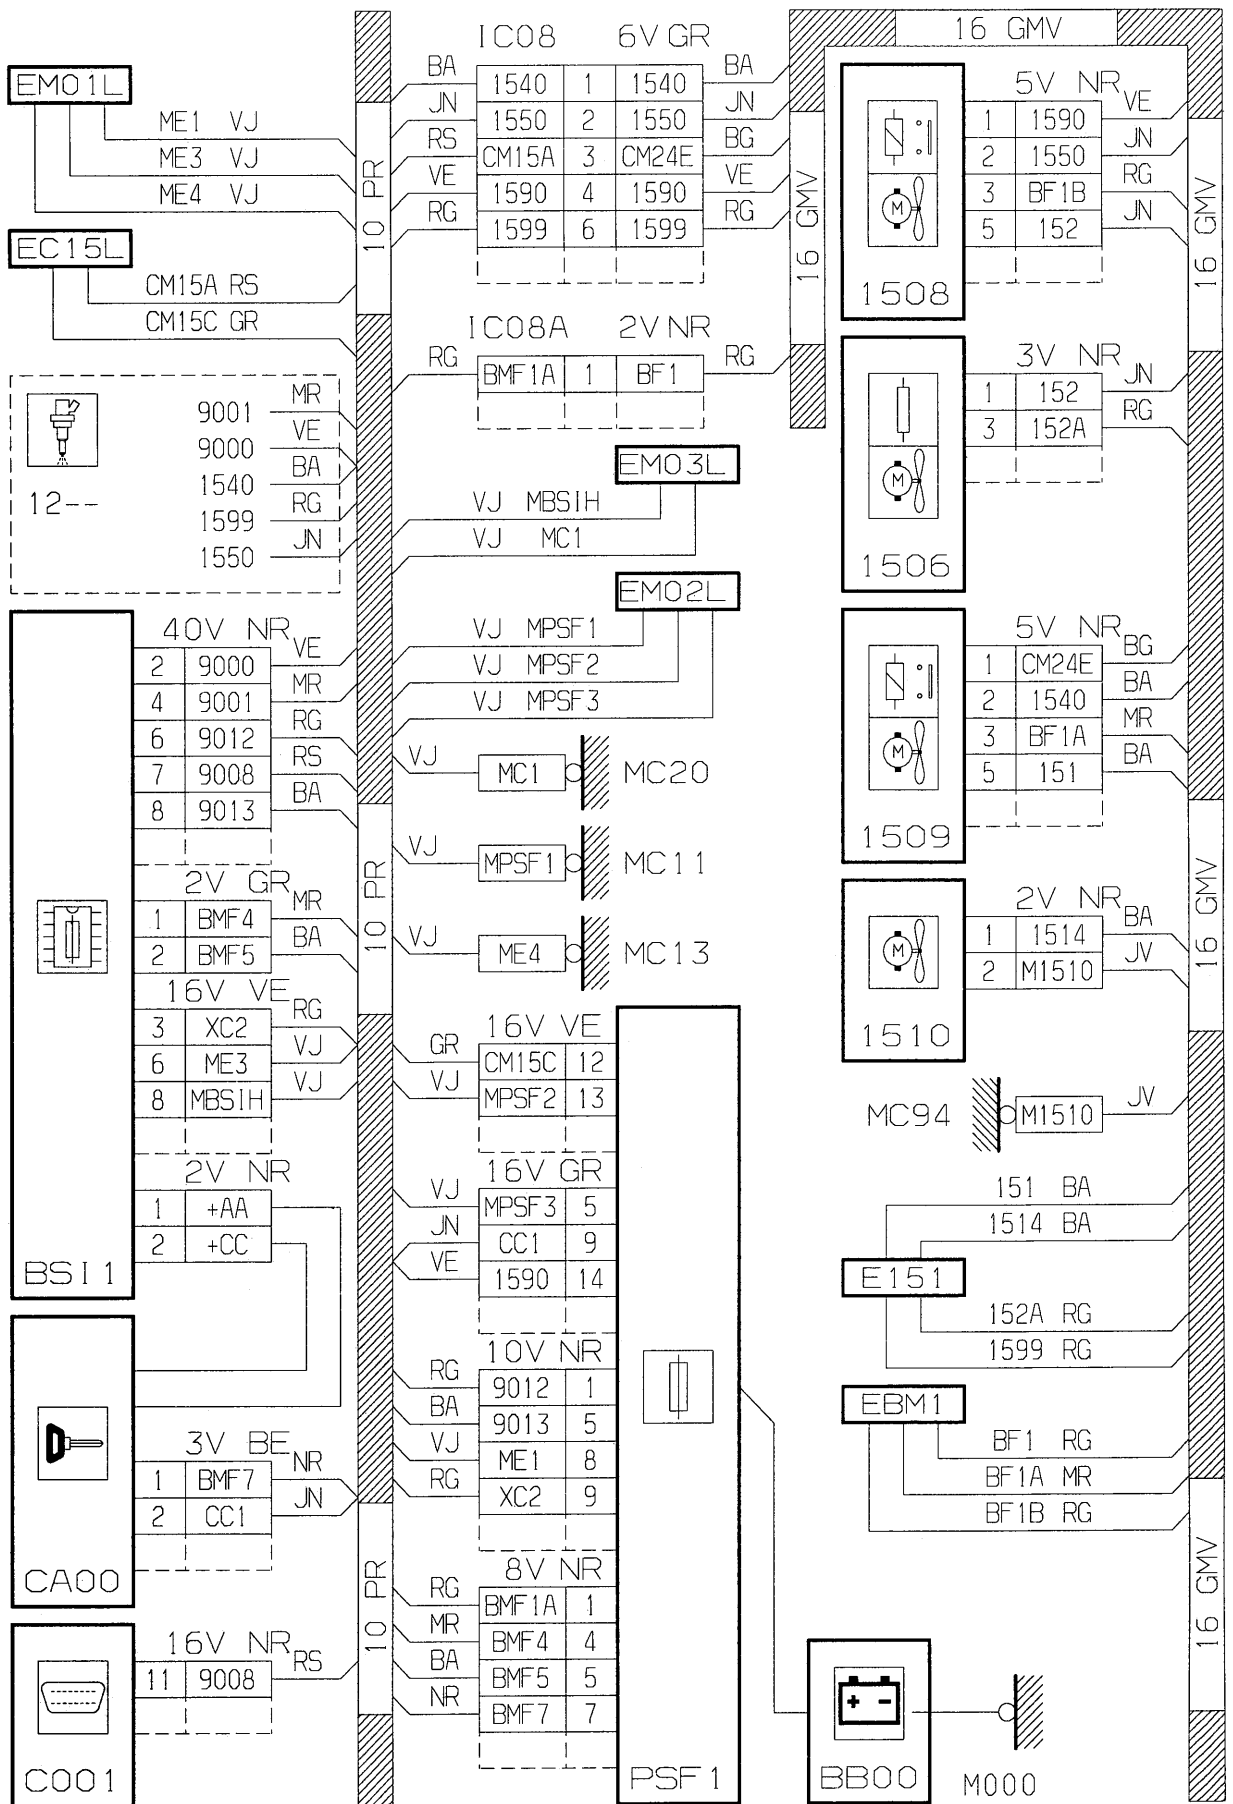 16 GMV
IC08 6V GR
BA 1540 1 1540 BA
JN 1550 2 1550 JN
RS CM15A 3 CM24E BG
VE 1590 4 1590 VE
RG 1599 6 1599 RG
IC08A 2V NR
RG BMF1A 1 BF1 RG
EM01L
ME1 VJ
ME3 VJ
ME4 VJ
EC15L
CM15A RS
CM15C GR
10 PR
16 GMV
12--
9001 MR
9000 VE
1540 BA
1599 RG
1550 JN
EM03L
VJ MBSIH
VJ MC1
EM02L
VJ MPSF1
VJ MPSF2
VJ MPSF3
VJ MC1 MC20
VJ MPSF1 MC11
VJ ME4 MC13
40V NR
2 9000 VE
4 9001 MR
6 9012 RG
7 9008 RS
8 9013 BA
2V GR
1 BMF4 MR
2 BMF5 BA
16V VE
3 XC2 RG
6 ME3 VJ
8 MBSIH VJ
2V NR
1 +AA
2 +CC
BSI1
10 PR
3V BE
1 BMF7 NR
2 CC1 JN
CA00
16V NR
11 9008 RS
C001
10 PR
16V VE
GR CM15C 12
VJ MPSF2 13
16V GR
VJ MPSF3 5
JN CC1 9
VE 1590 14
10V NR
RG 9012 1
BA 9013 5
VJ ME1 8
RG XC2 9
8V NR
RG BMF1A 1
MR BMF4 4
BA BMF5 5
NR BMF7 7
PSF1
5V NR
1 1590 VE
2 1550 JN
3 BF1B RG
5 152 JN
M
1508
16 GMV
3V NR
1 152 JN
3 152A RG
M
1506
5V NR
1 CM24E BG
2 1540 BA
3 BF1A MR
5 151 BA
M
1509
2V NR
1 1514 BA
2 M1510 JV
M
1510
16 GMV
MC94 M1510 JV
151 BA
1514 BA
E151
152A RG
1599 RG
EBM1
BF1 RG
BF1A MR
BF1B RG
16 GMV
+ -
BB00
M000